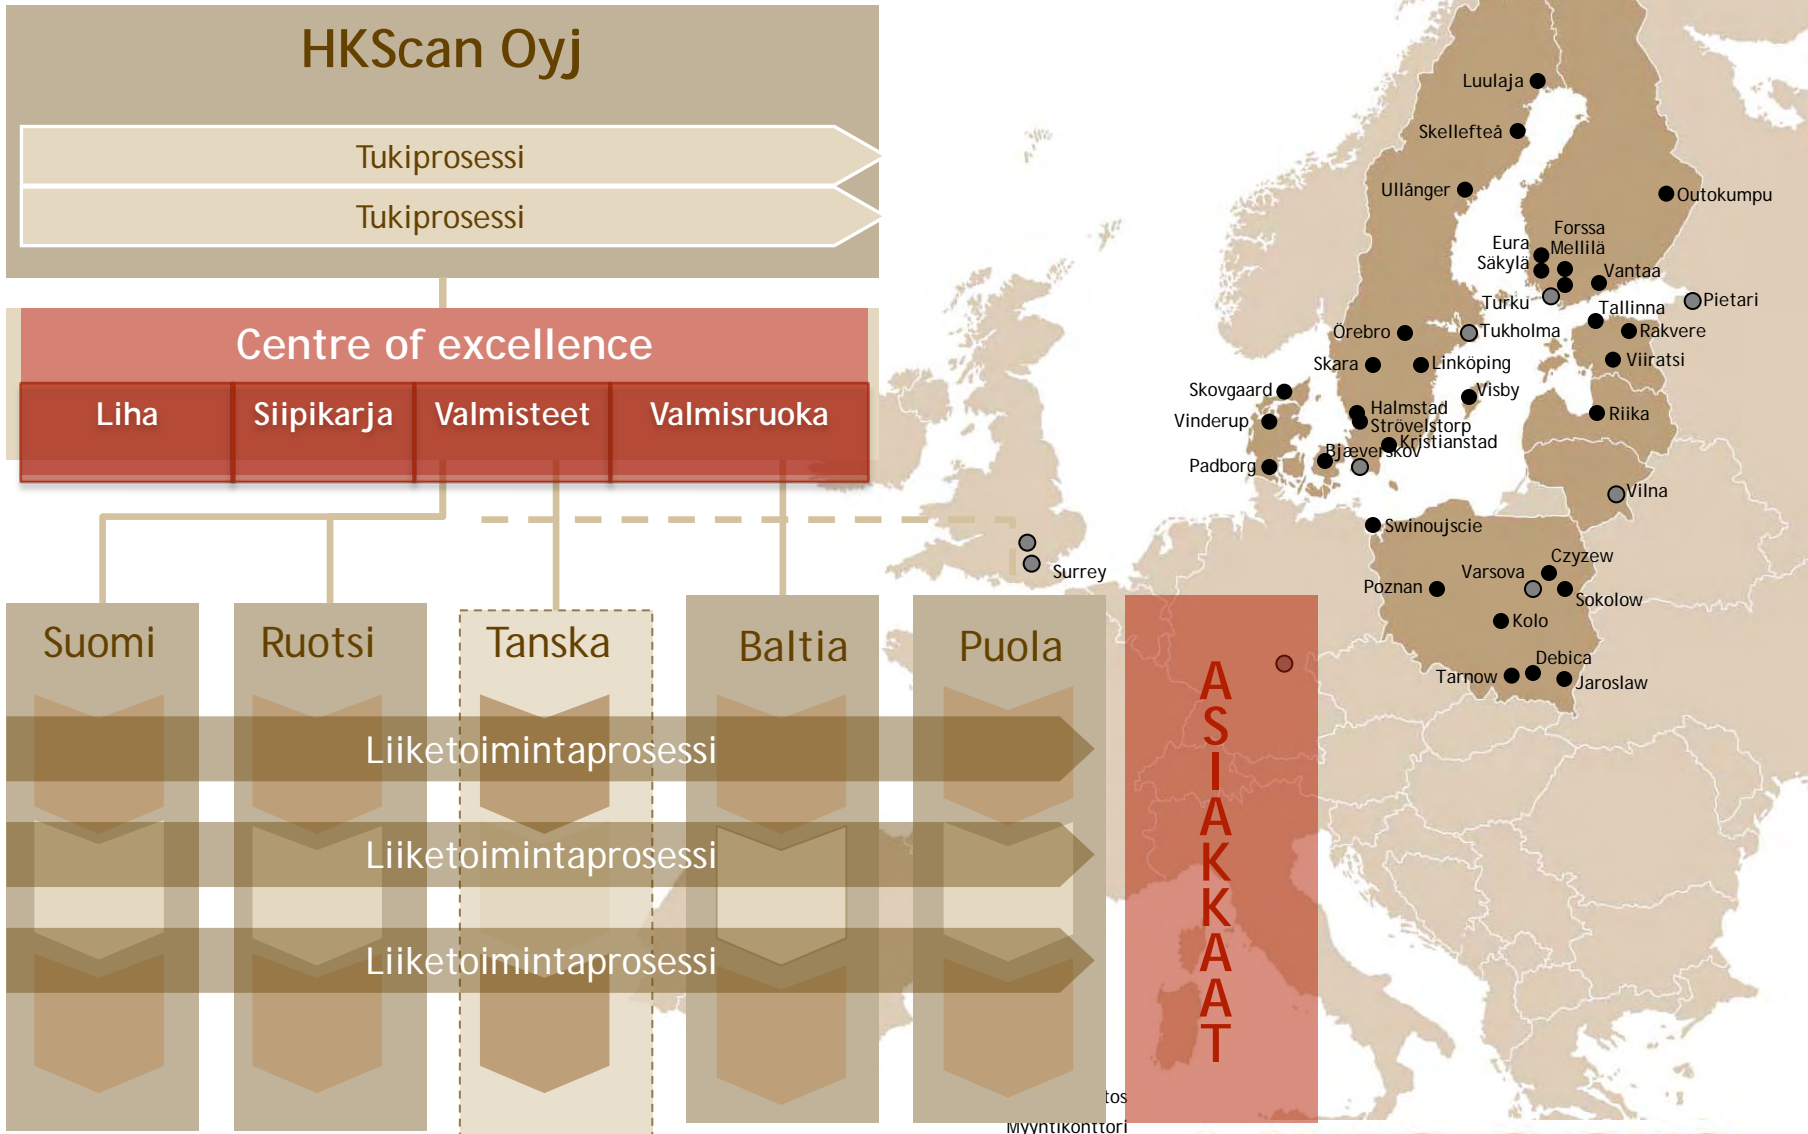 HKScan Oyj
Tukiprosessi
Tukiprosessi
Centre of excellence
Liha
Siipikarja
Valmisteet
Valmisruoka
Suomi
Ruotsi
Tanska
Baltia
Puola
Liiketoimintaprosessi
Liiketoimintaprosessi
Liiketoimintaprosessi
ASIAKKAAT
Luulaja
Skellefteå
Ullånger
Outokumpu
Forssa
Mellilä
Eura
Säkylä
Vantaa
Turku
Tallinna
Pietari
Örebro
Tukholma
Rakvere
Skara
Linköping
Viiratsi
Skovgaard
Visby
Vinderup
Halmstad
Strövelstorp
Riika
Kristianstad
Bjæverskov
Padborg
Vilna
Swinoujscie
Surrey
Czyzew
Varsova
Poznan
Sokolow
Kolo
Debica
Tarnow
Jaroslaw
tos
Myyntikonttori